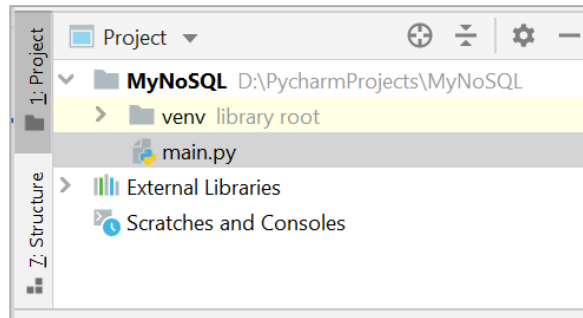 1: Project
Project
MyNoSQL D:\PycharmProjects\MyNoSQL
venv library root
main.py
External Libraries
Scratches and Consoles
7: Structure